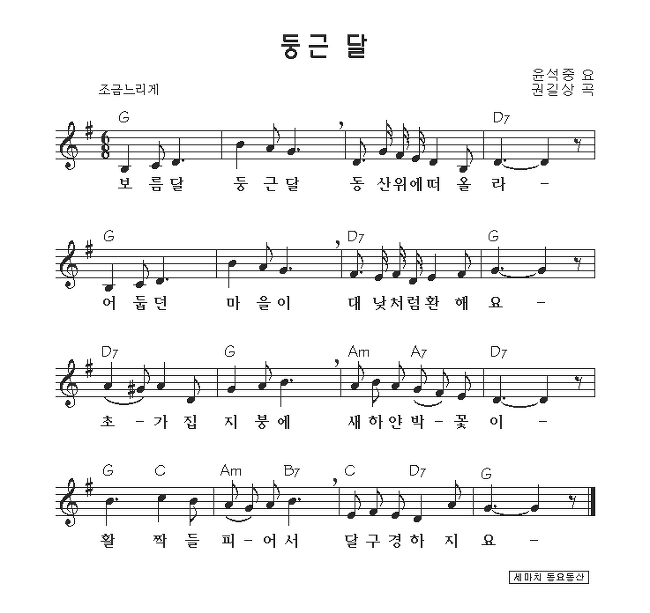 둥근 달
윤석중 요
조금느리게
권길상 곡
G D7
6
8
보름달 둥근달 동산위에떠 올라-
G D7 G
어둡던 마을이 대낮처럼환 해요-
D7 G Am A7 D7
초-가집 지붕에 새하얀박-꽃이-
G C Am B7 C D7 G
활짝들 피-어서 달구경하지요-
세마치 동요동산